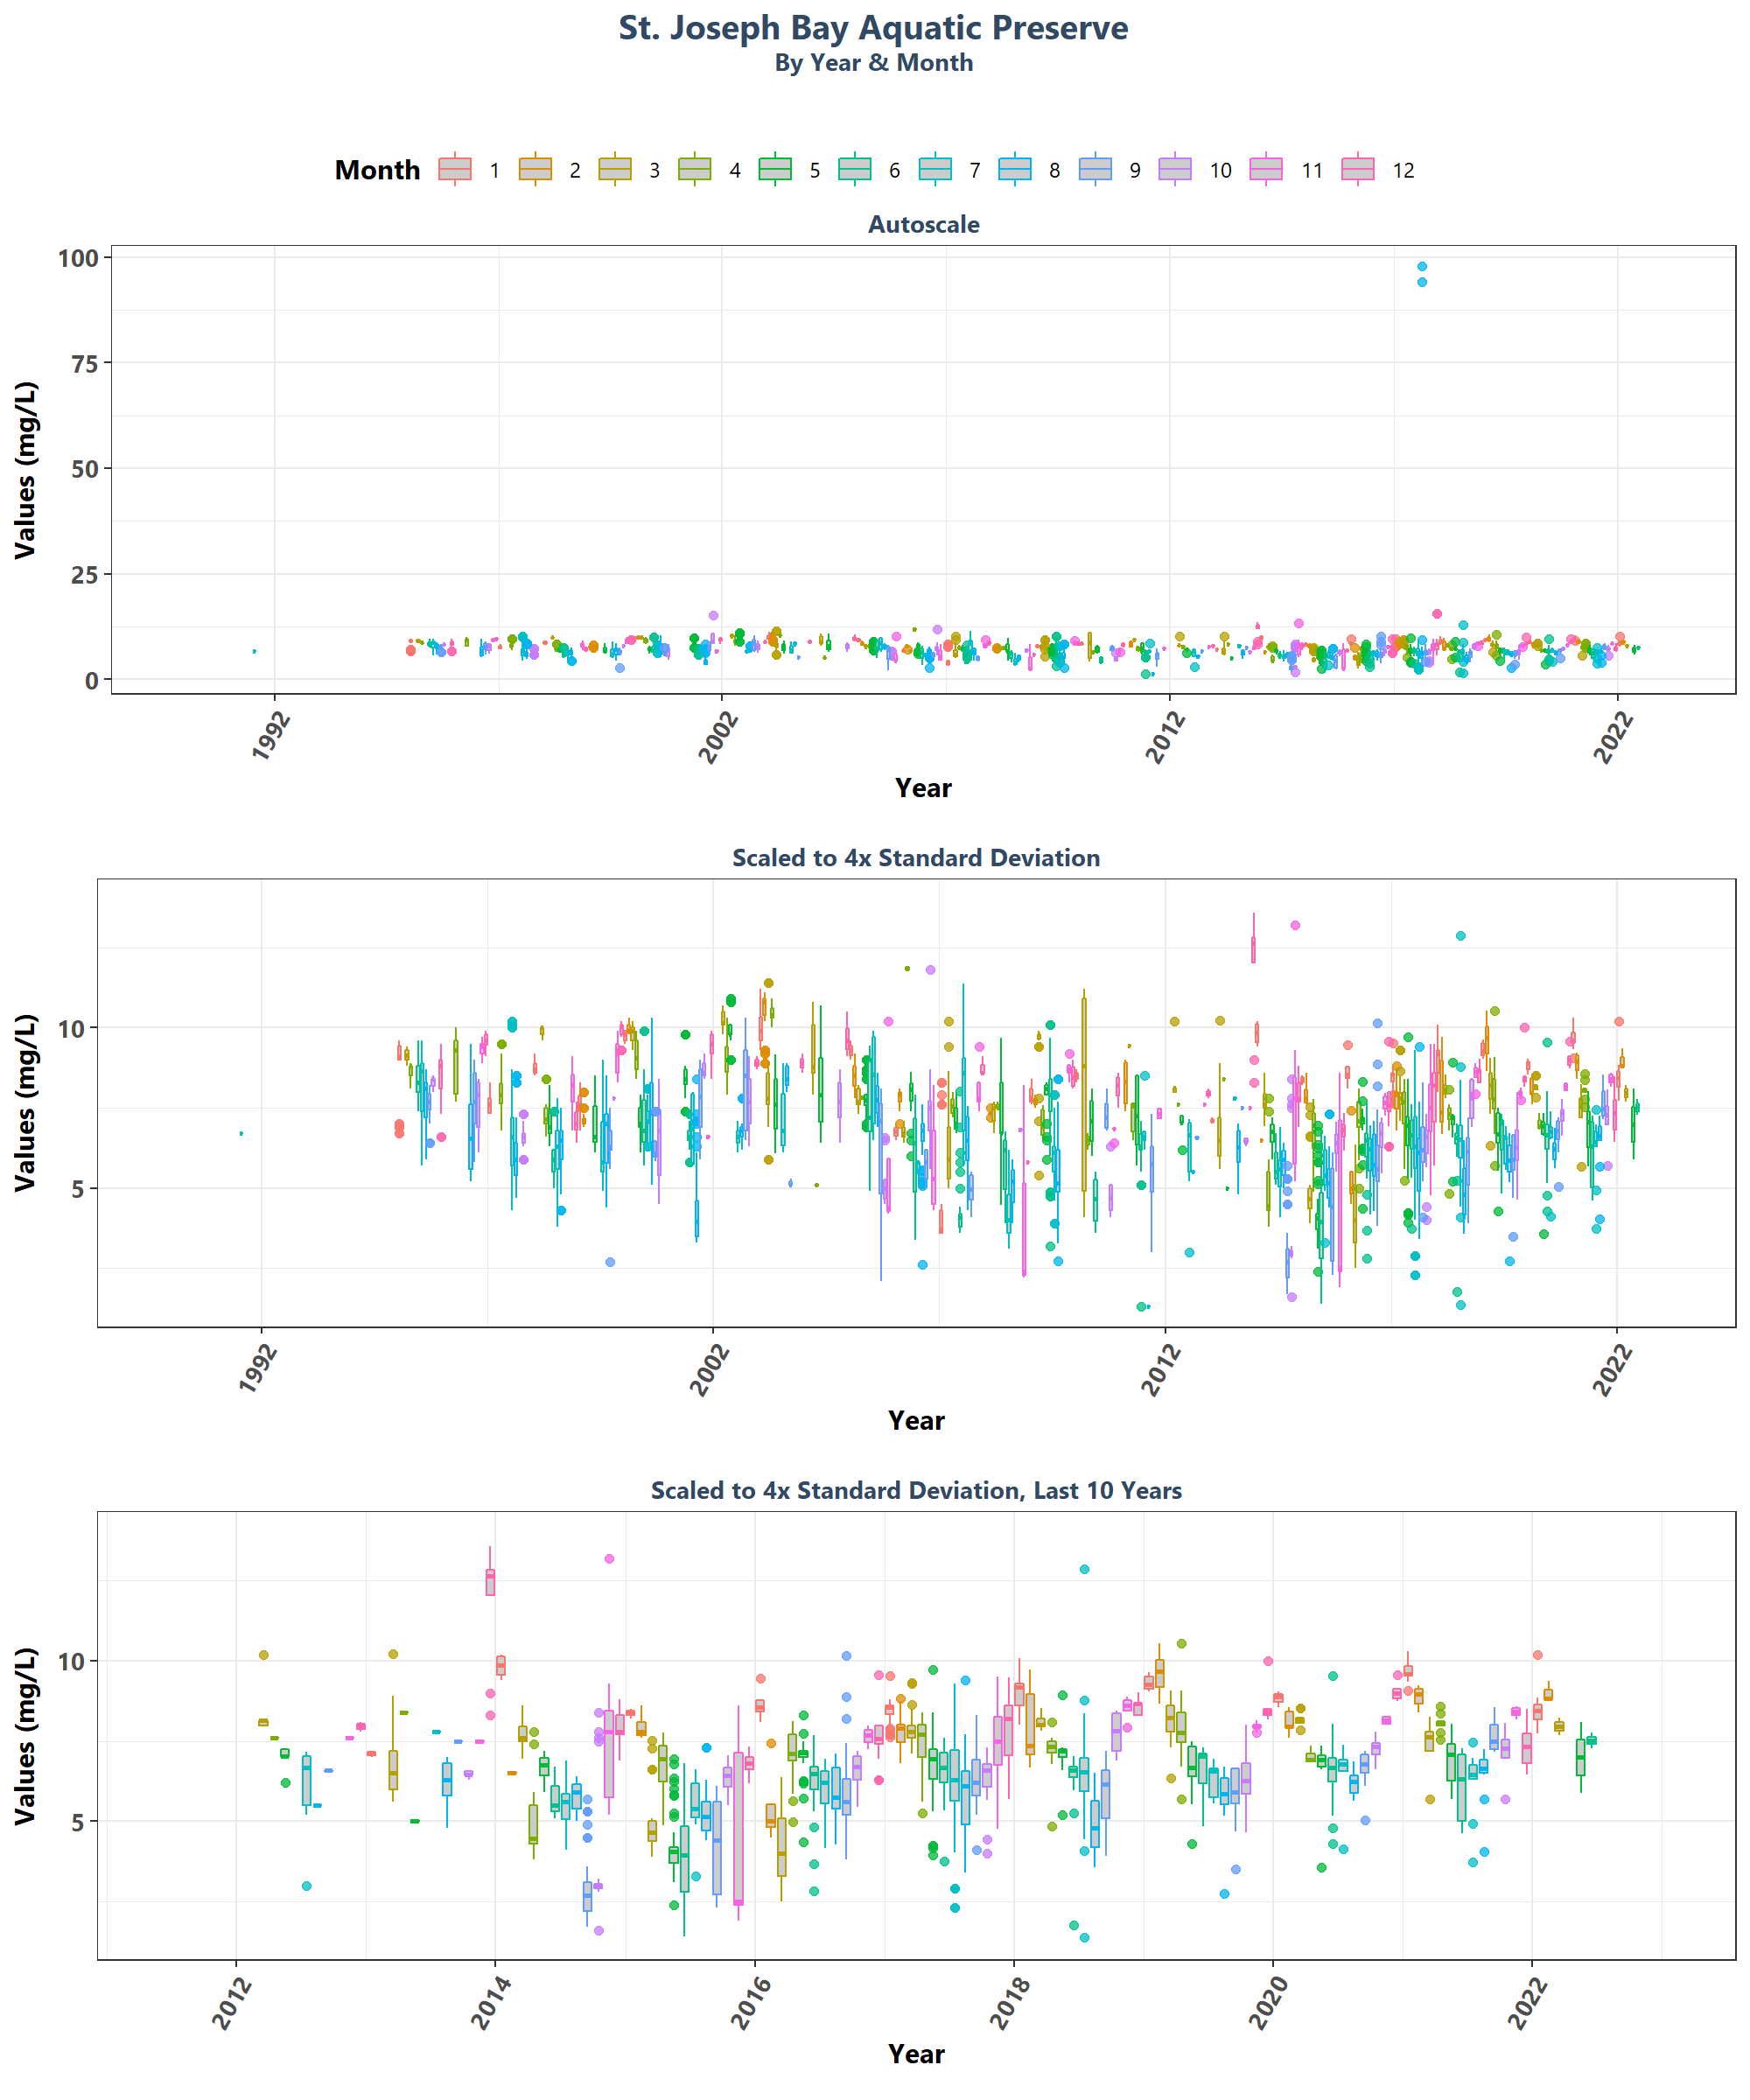 St. Joseph Bay Aquatic Preserve
By Year & Month
Month 1 2 3 4 5 6 7 8 9 10 11 12
Autoscale
100
75
50
25
0
Values (mg/L)
1992 2002 2012 2022
Year
Scaled to 4x Standard Deviation
10
5
Values (mg/L)
1992 2002 2012 2022
Year
Scaled to 4x Standard Deviation, Last 10 Years
10
5
Values (mg/L)
2012 2014 2016 2018 2020 2022
Year